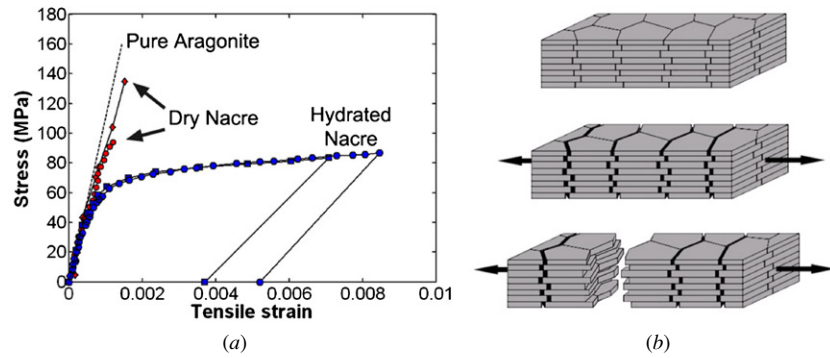 180
160
140
120
100
80
60
40
20
0
Stress (MPa)
Pure Aragonite
Dry Nacre
Hydrated
Nacre
0 0.002 0.004 0.006 0.008 0.01
Tensile strain
(a) (b)